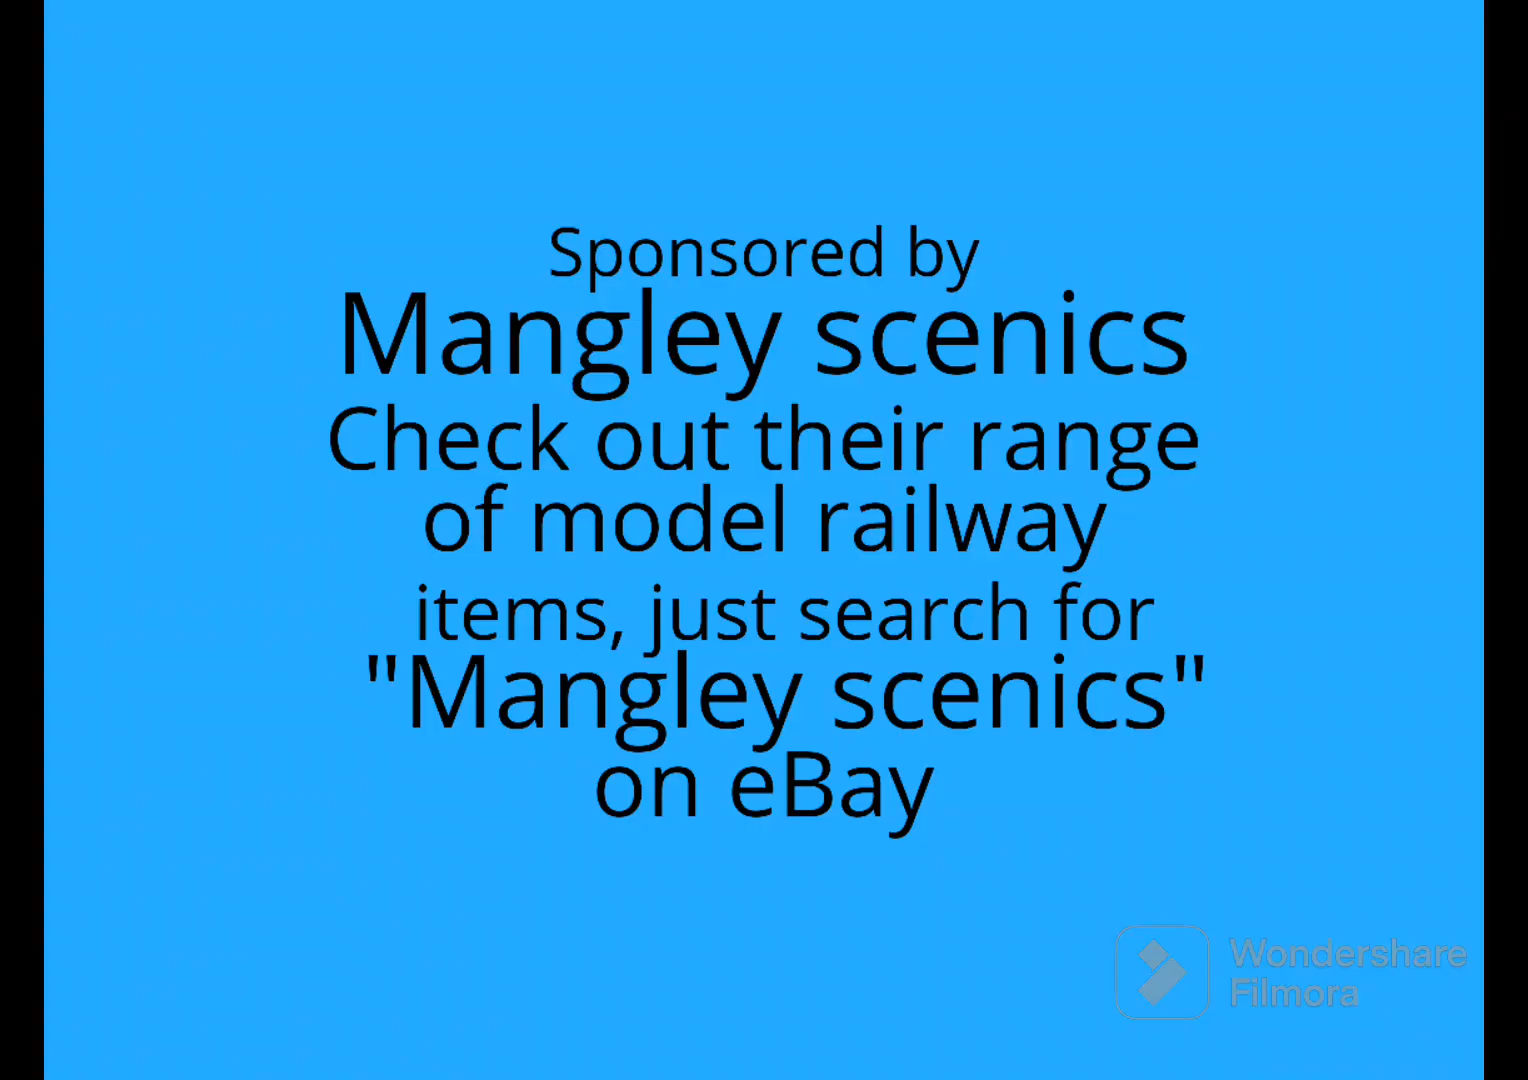 Sponsored by
Mangley scenics
Check out their range
of model railway
items, just search for
"Mangley scenics"
on eBay
Wondershare
Filmora